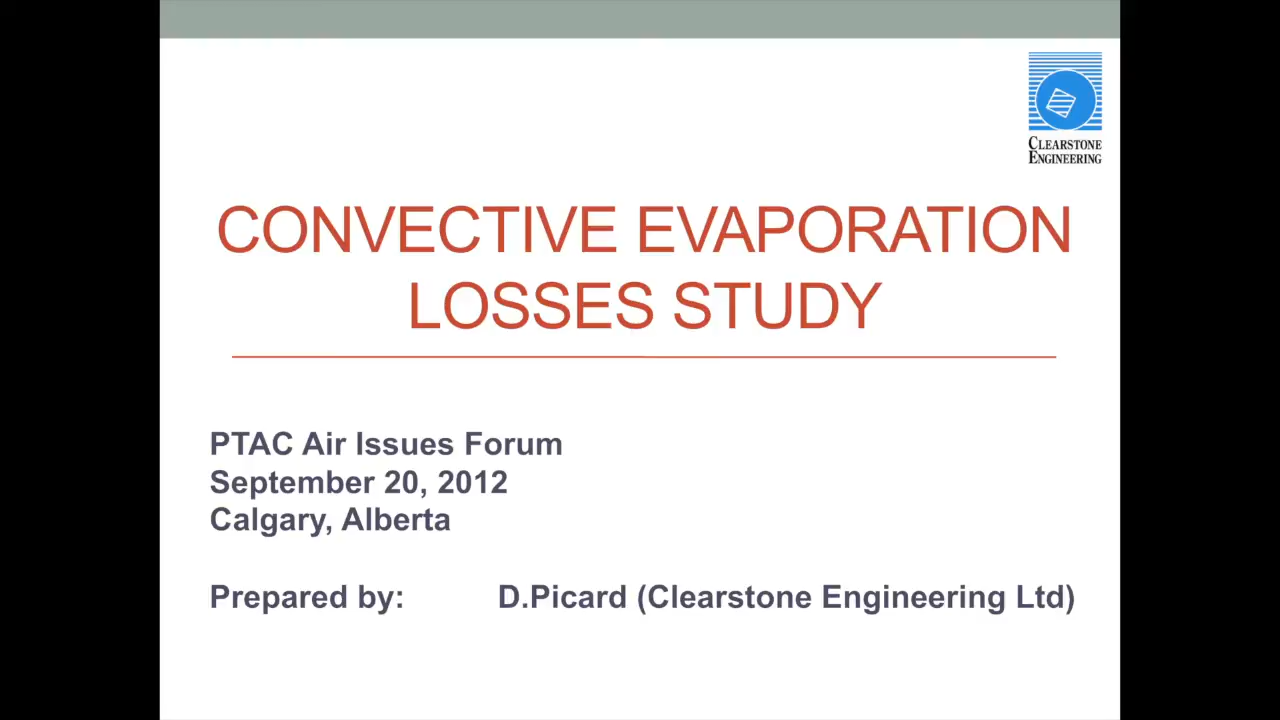 CLEARSTONE
ENGINEERING
CONVECTIVE EVAPORATION
LOSSES STUDY
PTAC Air Issues Forum
September 20, 2012
Calgary, Alberta
Prepared by: D.Picard (Clearstone Engineering Ltd)